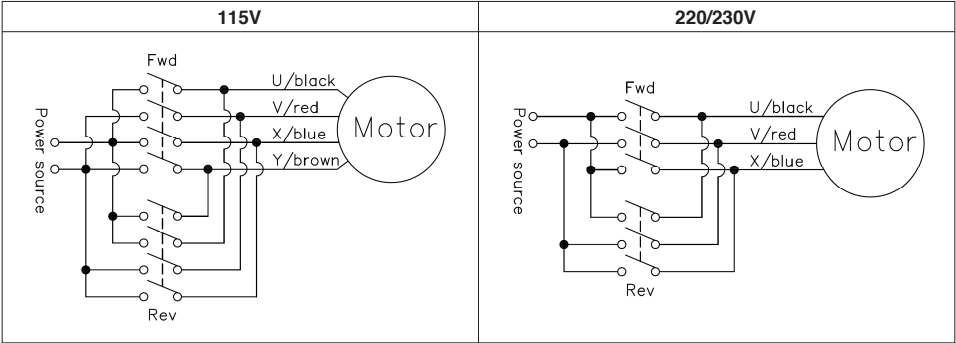 115V
220/230V
Fwd
U/black
V/red
X/blue
Y/brown
Motor
Power source
Rev
Fwd
U/black
V/red
X/blue
Motor
Power source
Rev